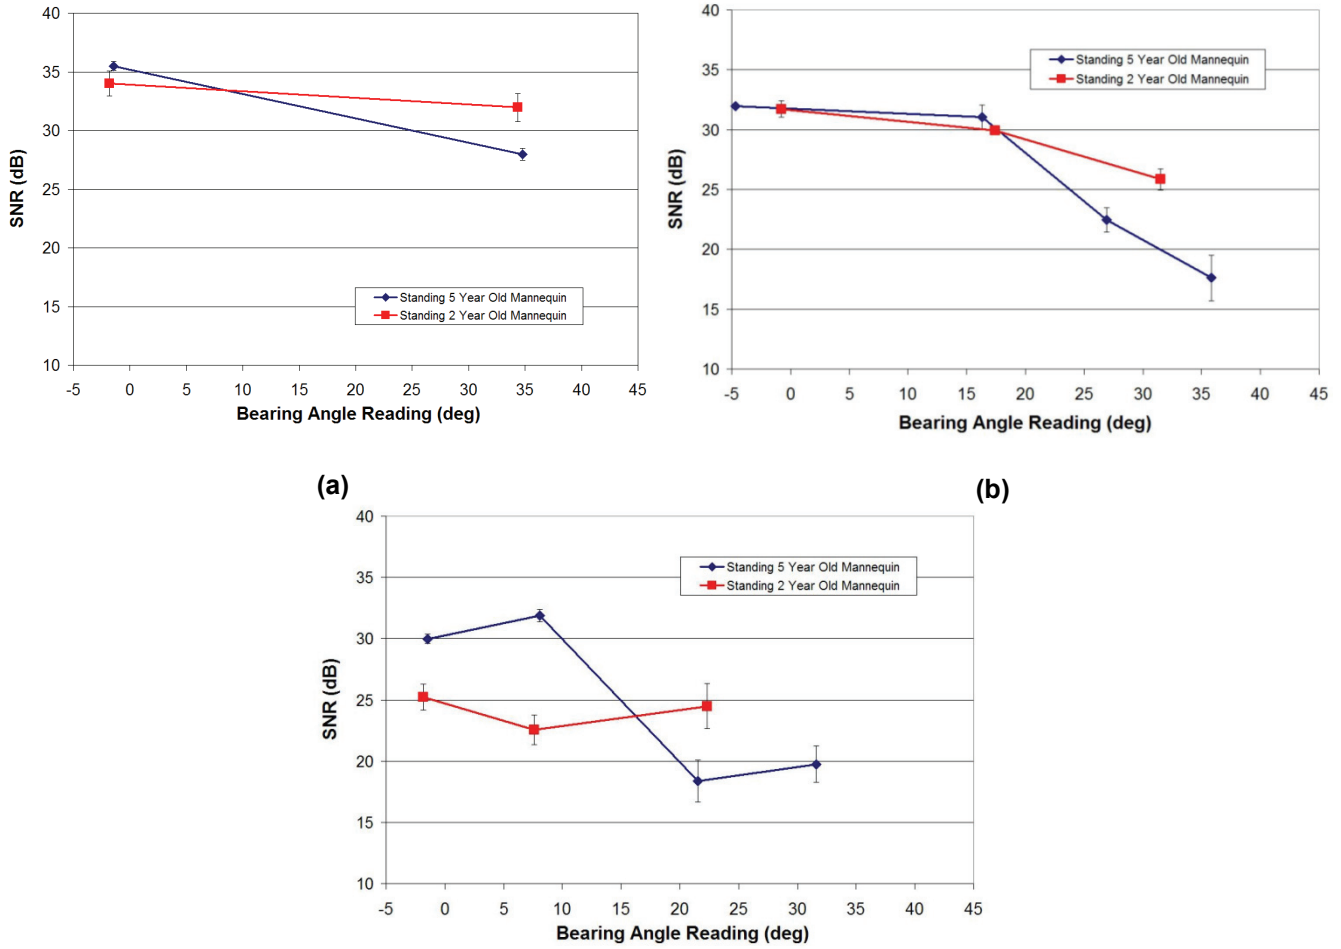 40
35
30
25
20
15
10
SNR (dB)
Standing 5 Year Old Mannequin
Standing 2 Year Old Mannequin
-5 0 5 10 15 20 25 30 35 40 45
Bearing Angle Reading (deg)
(a)
40
35
30
25
20
15
10
SNR (dB)
Standing 5 Year Old Mannequin
Standing 2 Year Old Mannequin
-5 0 5 10 15 20 25 30 35 40 45
Bearing Angle Reading (deg)
(b)
40
35
30
25
20
15
10
SNR (dB)
Standing 5 Year Old Mannequin
Standing 2 Year Old Mannequin
-5 0 5 10 15 20 25 30 35 40 45
Bearing Angle Reading (deg)